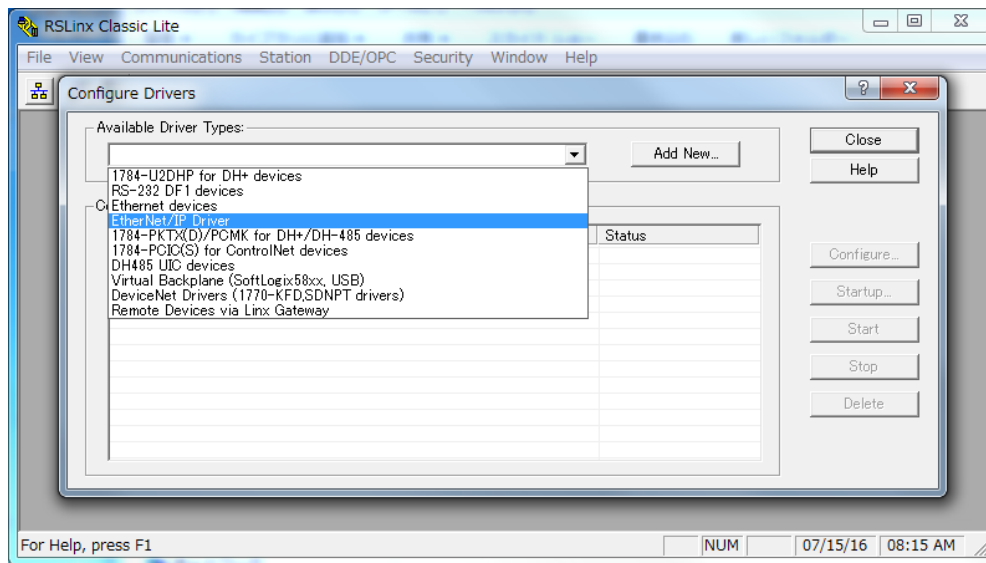 RSLinx Classic Lite
File View Communications Station DDE/OPC Security Window Help
Configure Drivers
Available Driver Types:
Add New...
Close
Help
1784-U2DHP for DH+ devices
RS-232 DF1 devices
Ethernet devices
EtherNet/IP Driver
1784-PKTX(D)/PCMK for DH+/DH-485 devices
1784-PCIC(S) for ControlNet devices
DH485 UIC devices
Virtual Backplane (SoftLogix58xx, USB)
DeviceNet Drivers (1770-KFD,SDNPT drivers)
Remote Devices via Linx Gateway
Status
Configure...
Startup...
Start
Stop
Delete
For Help, press F1
NUM
07/15/16
08:15 AM